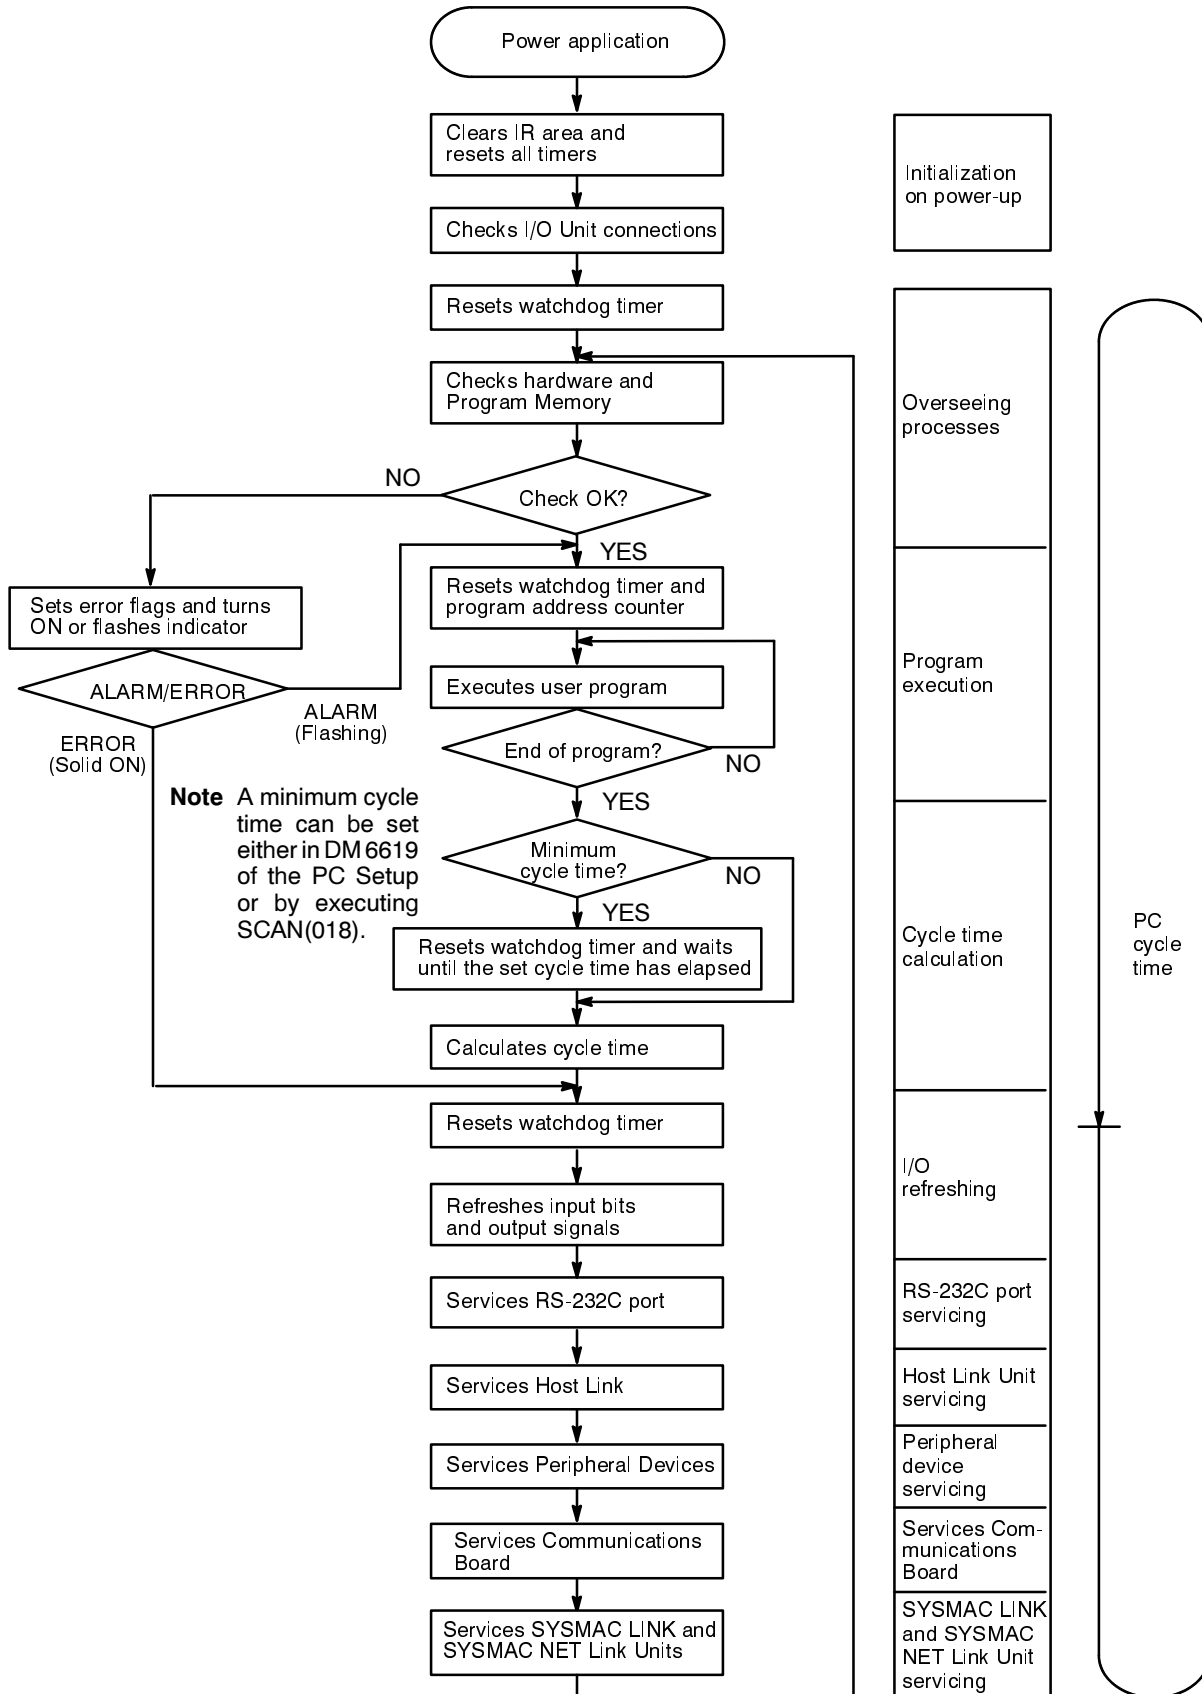 Power application
Clears IR area and
resets all timers
Initialization
on power-up
Checks I/O Unit connections
Resets watchdog timer
Checks hardware and
Program Memory
Overseeing
processes
NO
Check OK?
YES
Sets error flags and turns
ON or flashes indicator
Resets watchdog timer and
program address counter
ALARM/ERROR
ALARM
(Flashing)
ERROR
(Solid ON)
Executes user program
Program
execution
End of program?
NO
YES
Note A minimum cycle
time can be set
either in DM 6619
of the PC Setup
or by executing
SCAN(018).
Minimum
cycle time?
NO
YES
Resets watchdog timer and waits
until the set cycle time has elapsed
Cycle time
calculation
PC
cycle
time
Calculates cycle time
Resets watchdog timer
I/O
refreshing
Refreshes input bits
and output signals
Services RS-232C port
RS-232C port
servicing
Services Host Link
Host Link Unit
servicing
Services Peripheral Devices
Peripheral
device
servicing
Services Communications
Board
Services Com-
munications
Board
Services SYSMAC LINK and
SYSMAC NET Link Units
SYSMAC LINK
and SYSMAC
NET Link Unit
servicing